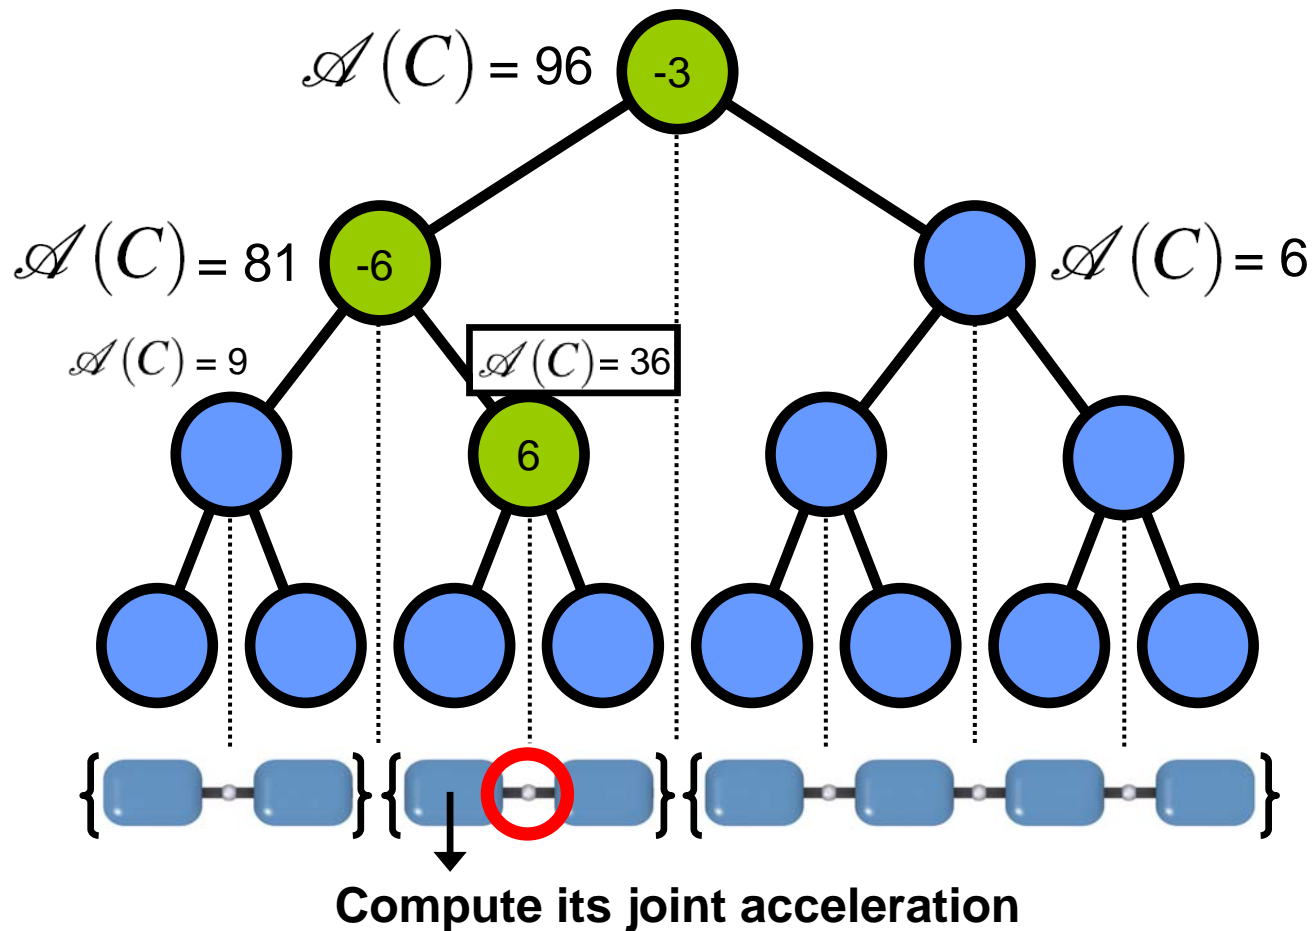 𝒜(C) = 96
-3
𝒜(C) = 81
-6
𝒜(C) = 6
𝒜(C) = 9
𝒜(C) = 36
6
{ } { } { }
Compute its joint acceleration